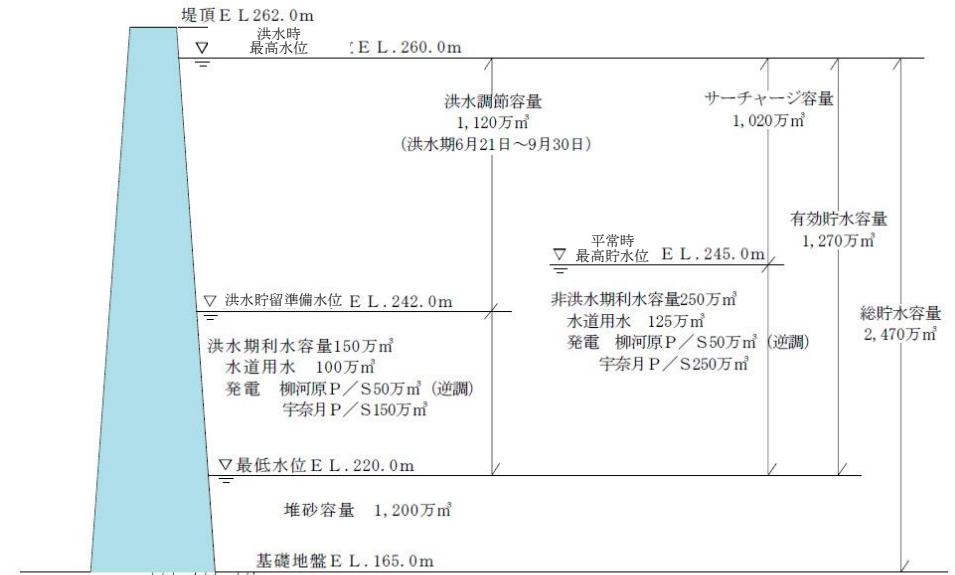 堤頂ＥＬ262.0m
洪水時
最高水位 ＥＬ.260.0m
洪水調節容量
1,120万㎥
(洪水期6月21日～9月30日)
サーチャージ容量
1,020万㎥
有効貯水容量
1,270万㎥
平常時
最高貯水位 ＥＬ.245.0m
洪水貯留準備水位 ＥＬ.242.0m
非洪水期利水容量250万㎥
水道用水 125万㎥
発電 柳河原Ｐ／Ｓ50万㎥（逆調）
宇奈月Ｐ／Ｓ250万㎥
総貯水容量
2,470万㎥
洪水期利水容量150万㎥
水道用水 100万㎥
発電 柳河原Ｐ／Ｓ50万㎥（逆調）
宇奈月Ｐ／Ｓ150万㎥
最低水位ＥＬ.220.0m
堆砂容量 1,200万㎥
基礎地盤ＥＬ.165.0m